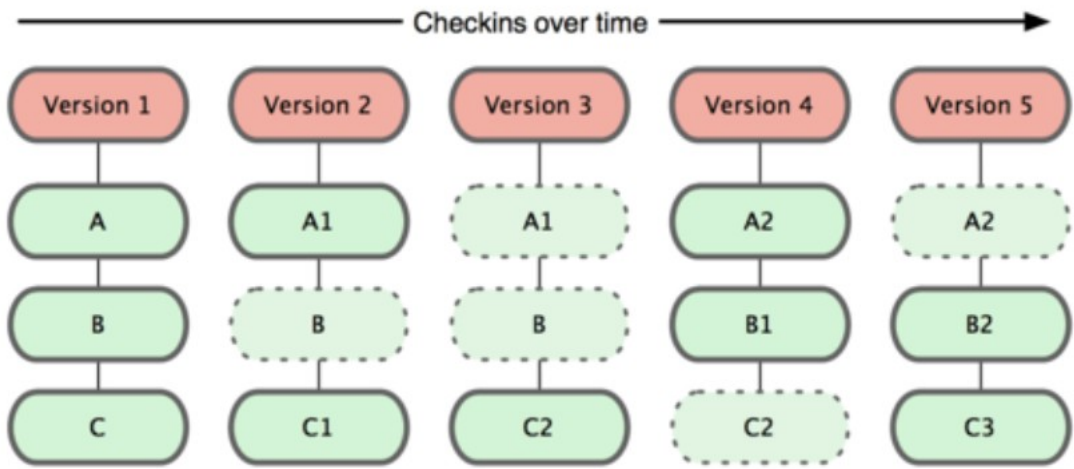 Checkins over time
Version 1 Version 2 Version 3 Version 4 Version 5
A A1 A1 A2 A2
B B B B1 B2
C C1 C2 C2 C3